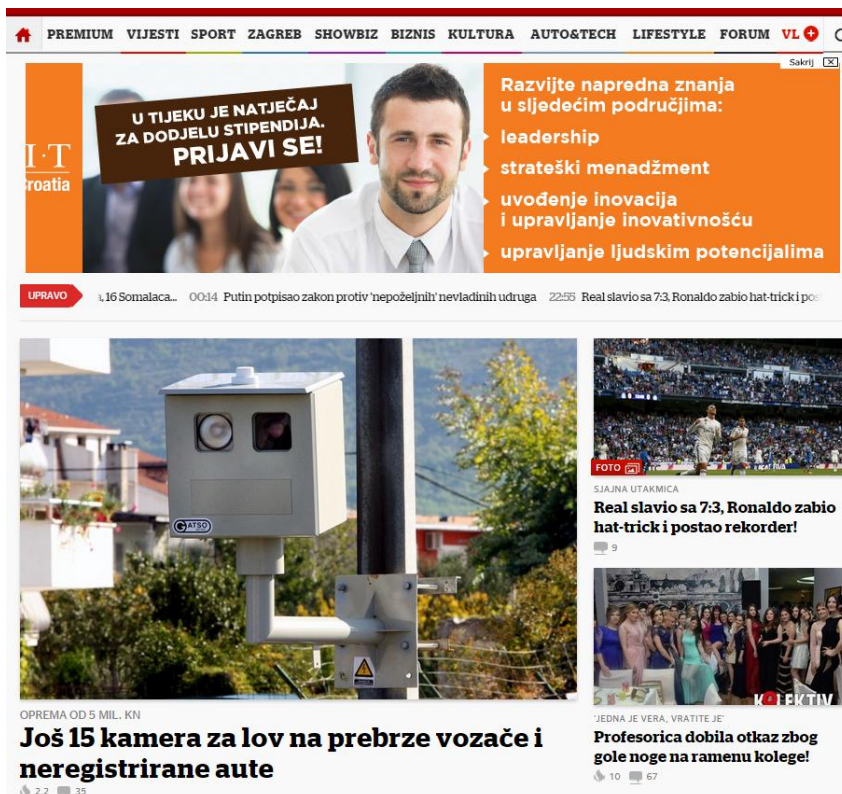 PREMIUM VIJESTI SPORT ZAGREB SHOWBIZ BIZNIS KULTURA AUTO&TECH LIFESTYLE FORUM VL
Sakrij
I·T
roatia
U TIJEKU JE NATJEČAJ
ZA DODJELU STIPENDIJA.
PRIJAVI SE!
Razvijte napredna znanja
u sljedećim područjima:
leadership
strateški menadžment
uvođenje inovacija
i upravljanje inovativnošću
upravljanje ljudskim potencijalima
UPRAVO , 16 Somalaca... 00:14 Putin potpisao zakon protiv 'nepoželjnih' nevladinih udruga 22:55 Real slavio sa 7:3, Ronaldo zabio hat-trick i pos
GATSO
OPREMA OD 5 MIL. KN
Još 15 kamera za lov na prebrze vozače i
neregistrirane aute
2,2 35
FOTO
SJAJNA UTAKMICA
Real slavio sa 7:3, Ronaldo zabio
hat-trick i postao rekorder!
9
KOLEKTIV
'JEDNA JE VERA, VRATITE JE'
Profesorica dobila otkaz zbog
gole noge na ramenu kolege!
10 67